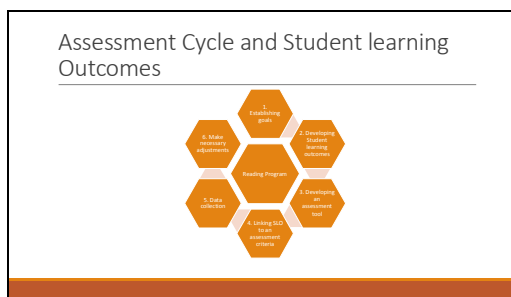 Assessment Cycle and Student learning
Outcomes
1.
Establishing
goals
2. Developing
Student
learning
outcomes
3. Developing
an
assessment
tool
4. Linking SLO
to an
assessment
criteria
5. Data
collection
6. Make
necessary
adjustments
Reading Program